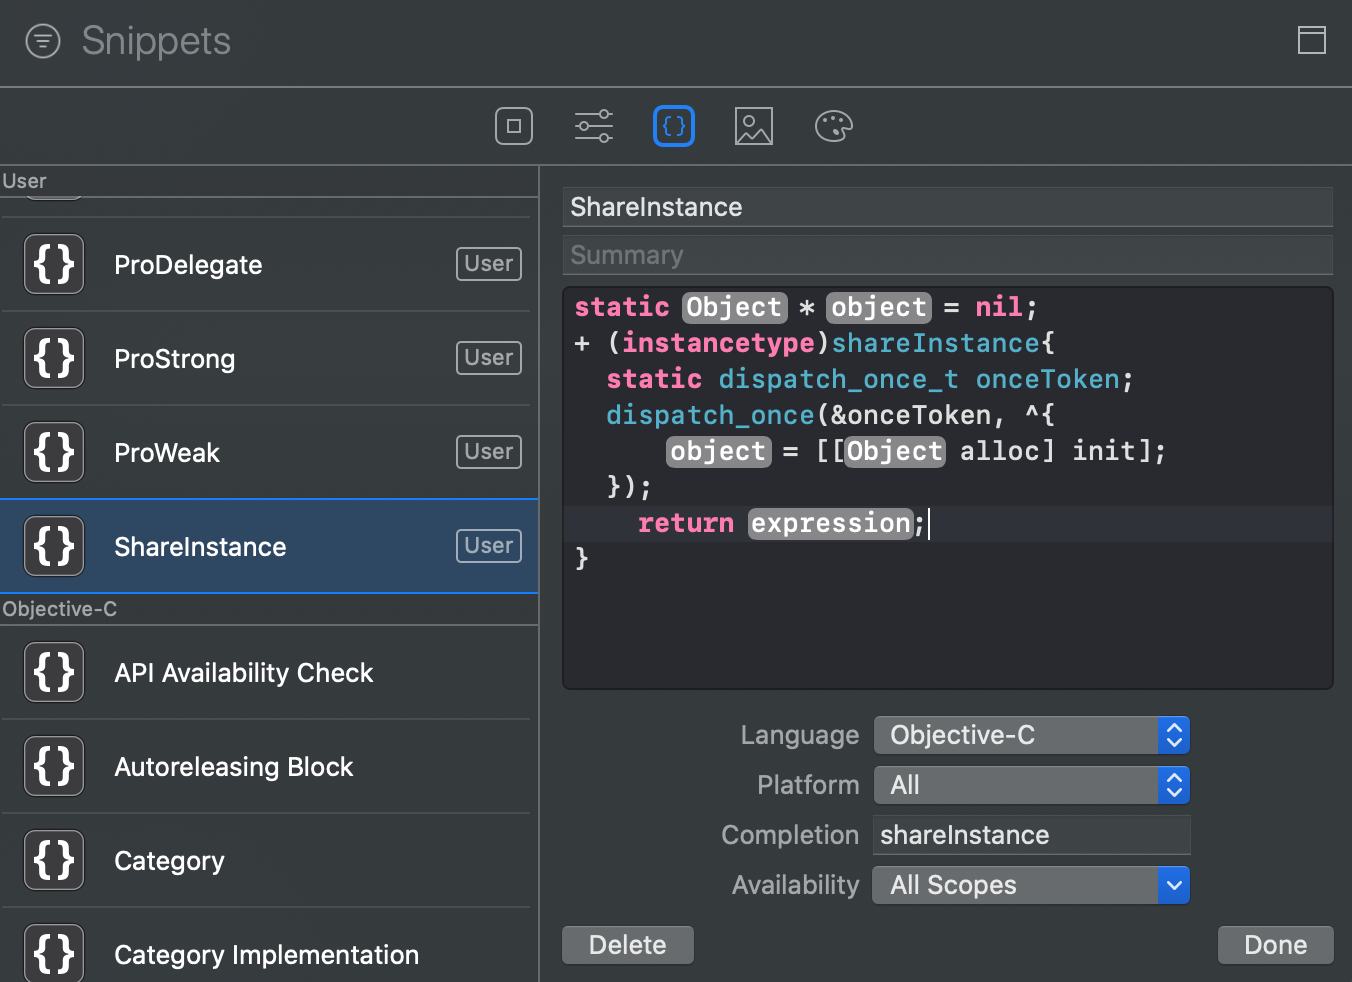 Snippets
User
ProDelegate User
ProStrong User
ProWeak User
ShareInstance User
Objective-C
API Availability Check
Autoreleasing Block
Category
Category Implementation
ShareInstance
Summary
static Object * object = nil;
+ (instancetype)shareInstance{
static dispatch_once_t onceToken;
dispatch_once(&onceToken, ^{
object = [[Object alloc] init];
});
return expression;
}
Language Objective-C
Platform All
Completion shareInstance
Availability All Scopes
Delete Done